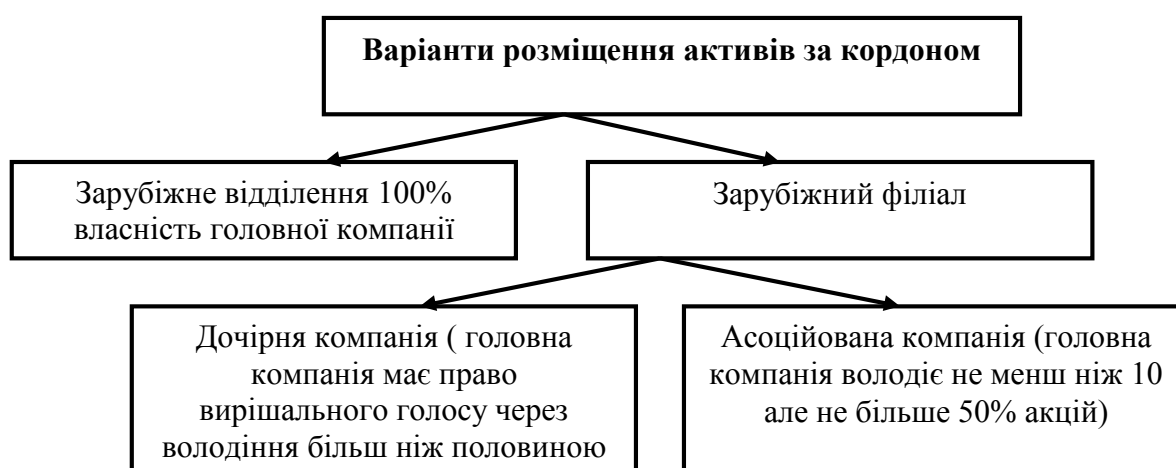 Варіанти розміщення активів за кордоном
Зарубіжне відділення 100%
власність головної компанії
Зарубіжний філіал
Дочірня компанія ( головна
компанія має право
вирішального голосу через
володіння більш ніж половиною
Асоційована компанія (головна
компанія володіє не менш ніж 10
але не більше 50% акцій)